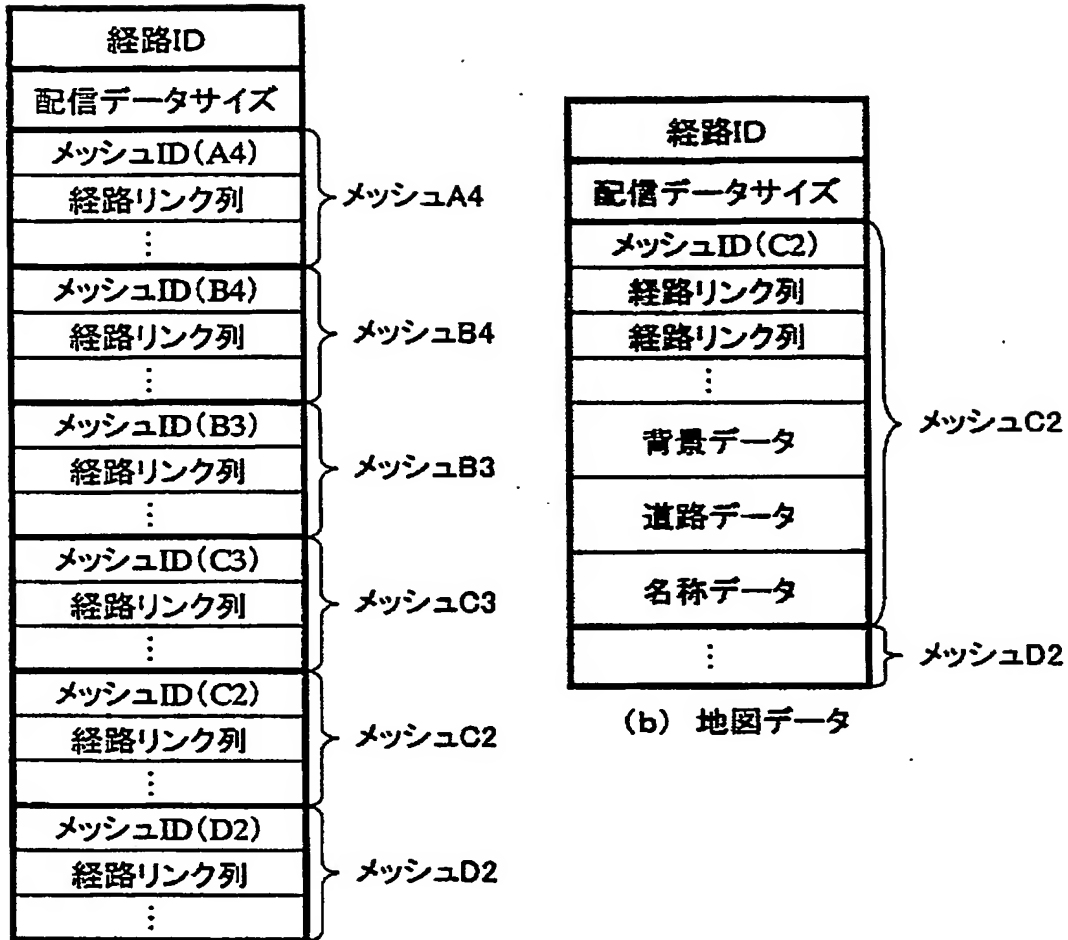 経路ID
配信データサイズ
メッシュID(A4)
経路リンク列
⋮
メッシュA4
メッシュID(B4)
経路リンク列
⋮
メッシュB4
メッシュID(B3)
経路リンク列
⋮
メッシュB3
メッシュID(C3)
経路リンク列
⋮
メッシュC3
メッシュID(C2)
経路リンク列
⋮
メッシュC2
メッシュID(D2)
経路リンク列
⋮
メッシュD2
経路ID
配信データサイズ
メッシュID(C2)
経路リンク列
経路リンク列
⋮
背景データ
道路データ
名称データ
メッシュC2
⋮
メッシュD2
(b) 地図データ